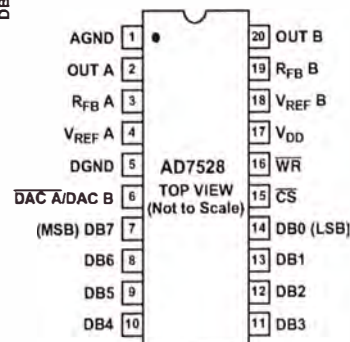 DB
AGND 1
OUT A 2
RFB A 3
VREF A 4
DGND 5
DAC A/DAC B 6
(MSB) DB7 7
DB6 8
DB5 9
DB4 10
AD7528
TOP VIEW
(Not to Scale)
20 OUT B
19 RFB B
18 VREF B
17 VDD
16 WR
15 CS
14 DB0 (LSB)
13 DB1
12 DB2
11 DB3